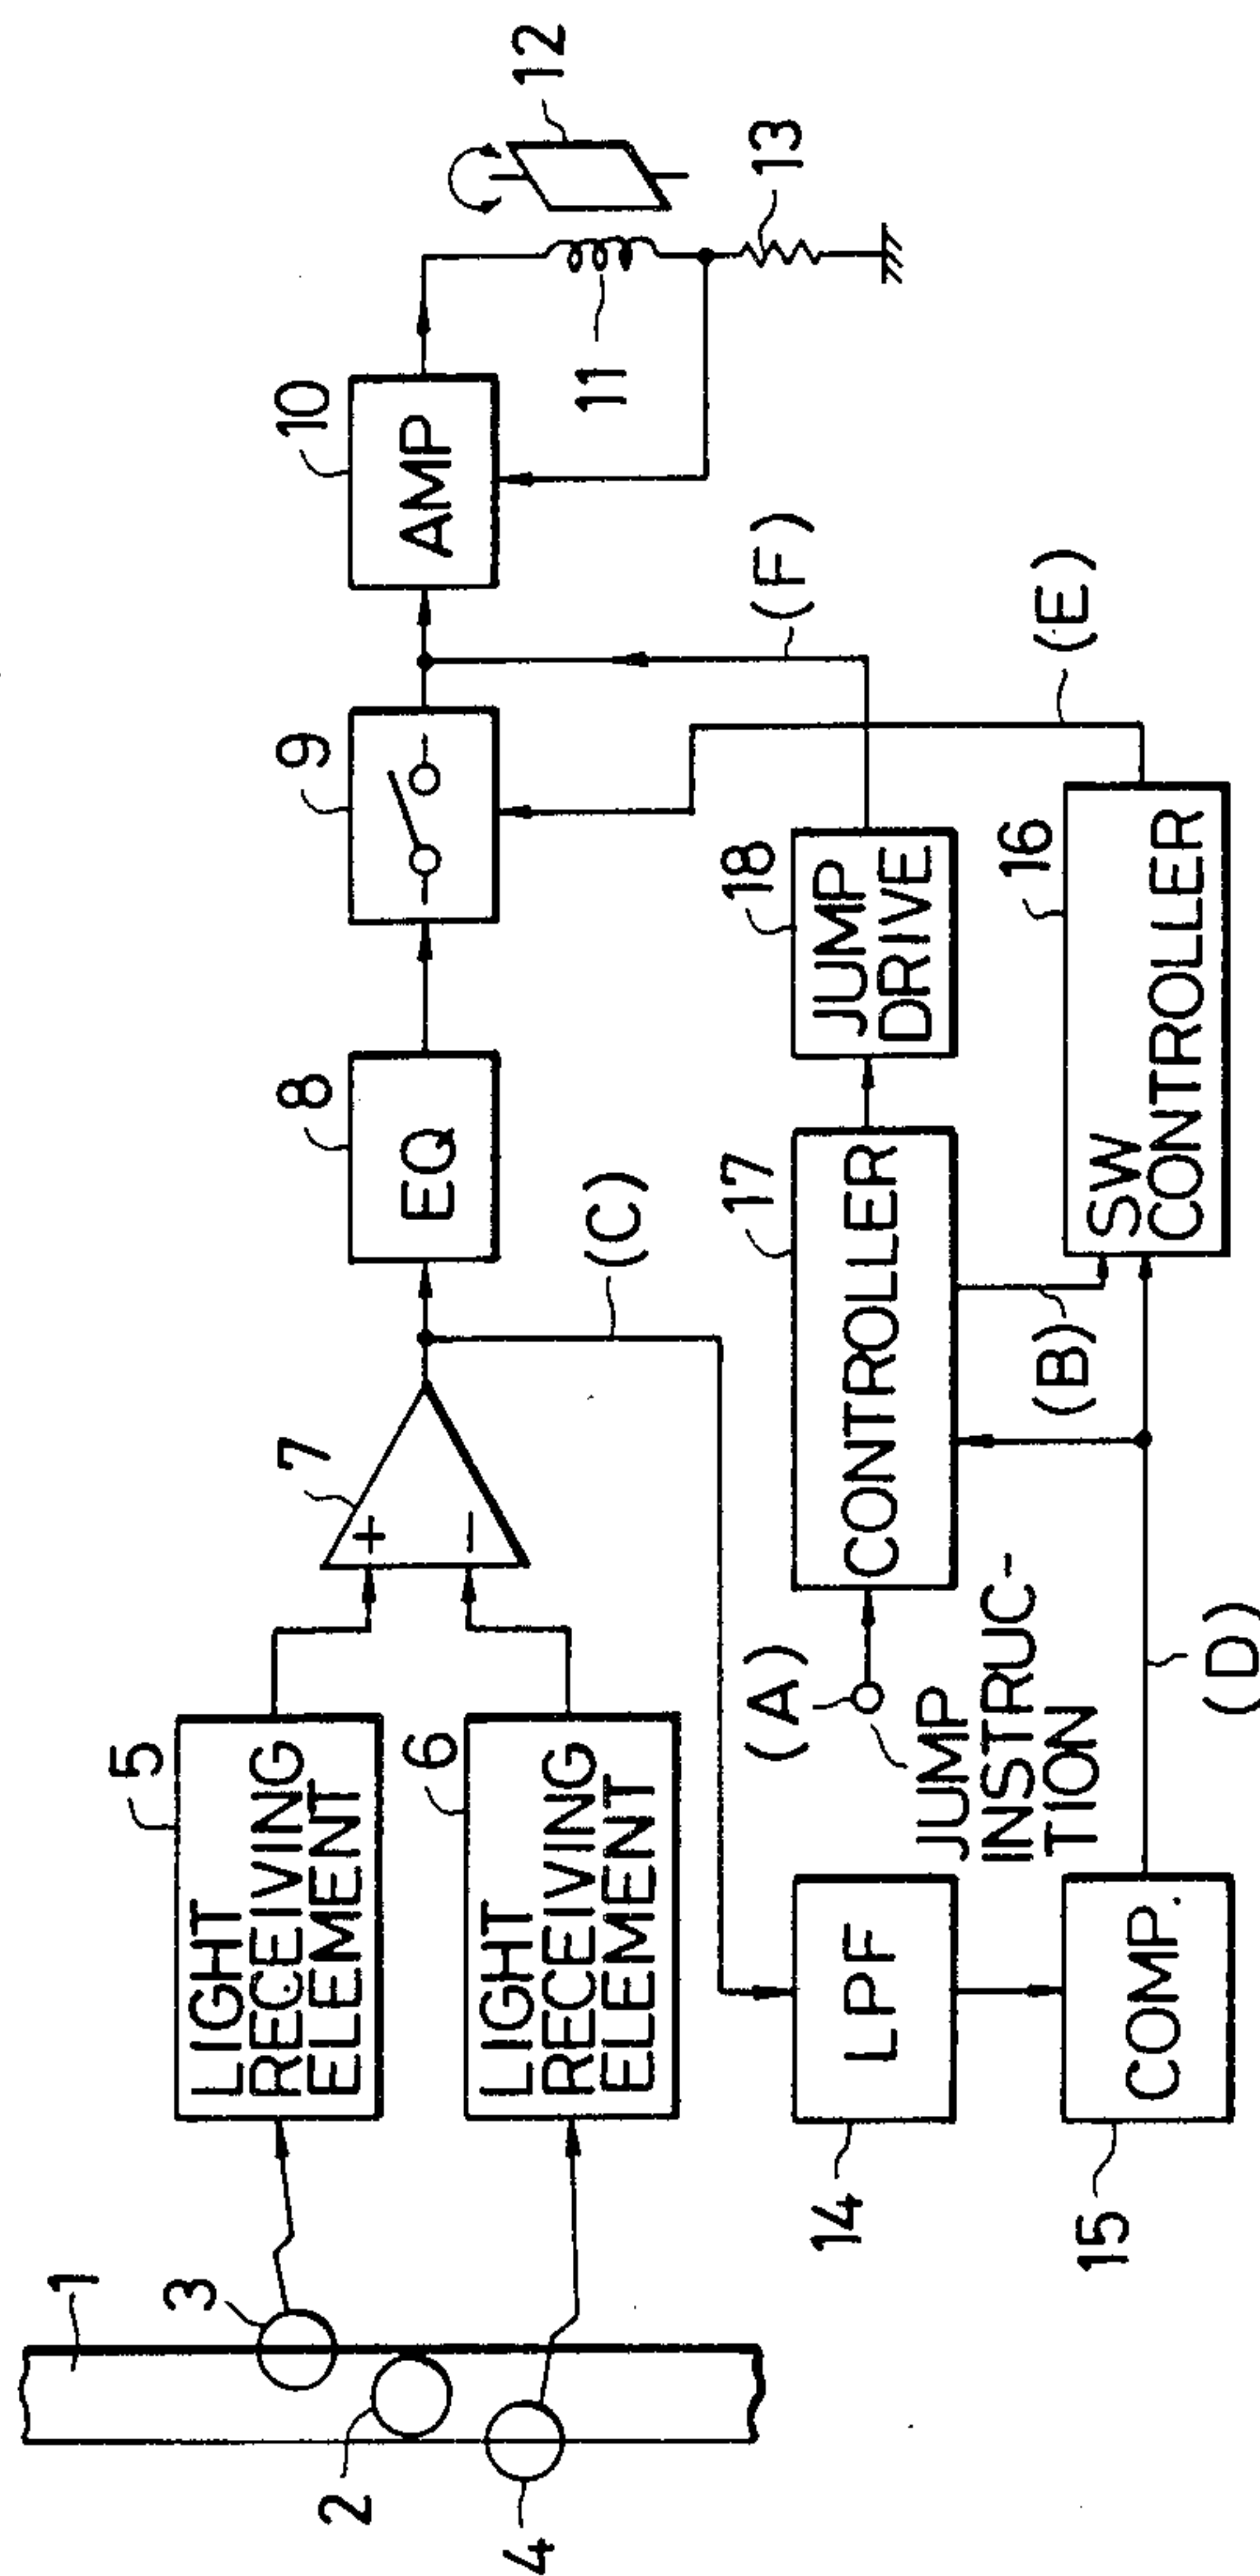 1
3
2
4
5
LIGHT
RECEIVING
ELEMENT
6
LIGHT
RECEIVING
ELEMENT
7
+
−
(C)
8
EQ
9
10
AMP
11
12
13
14
LPF
15
COMP.
(A)
JUMP
INSTRUC-
TION
(D)
17
CONTROLLER
(B)
18
JUMP
DRIVE
(F)
16
SW
CONTROLLER
(E)